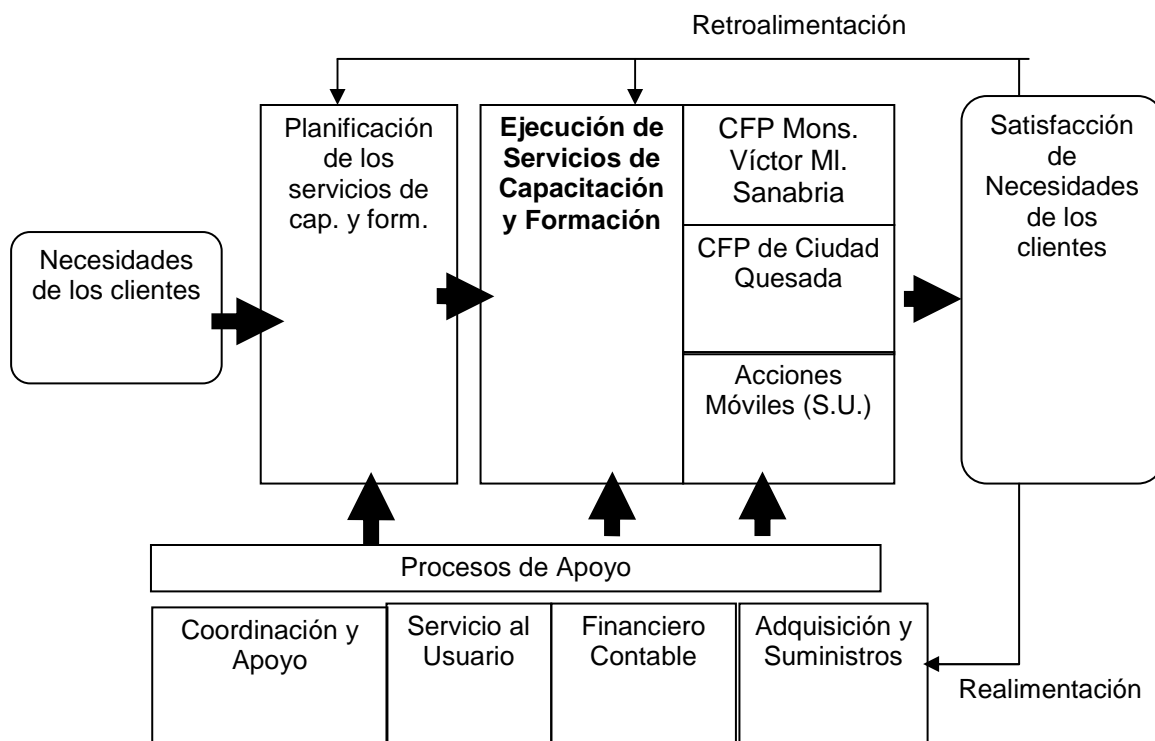 Retroalimentación
Planificación
de los
servicios de
cap. y form.
Ejecución de
Servicios de
Capacitación
y Formación
CFP Mons.
Víctor Ml.
Sanabria
Satisfacción
de
Necesidades
de los
clientes
Necesidades
de los clientes
CFP de Ciudad
Quesada
Acciones
Móviles (S.U.)
Procesos de Apoyo
Coordinación y
Apoyo
Servicio al
Usuario
Financiero
Contable
Adquisición y
Suministros
Realimentación